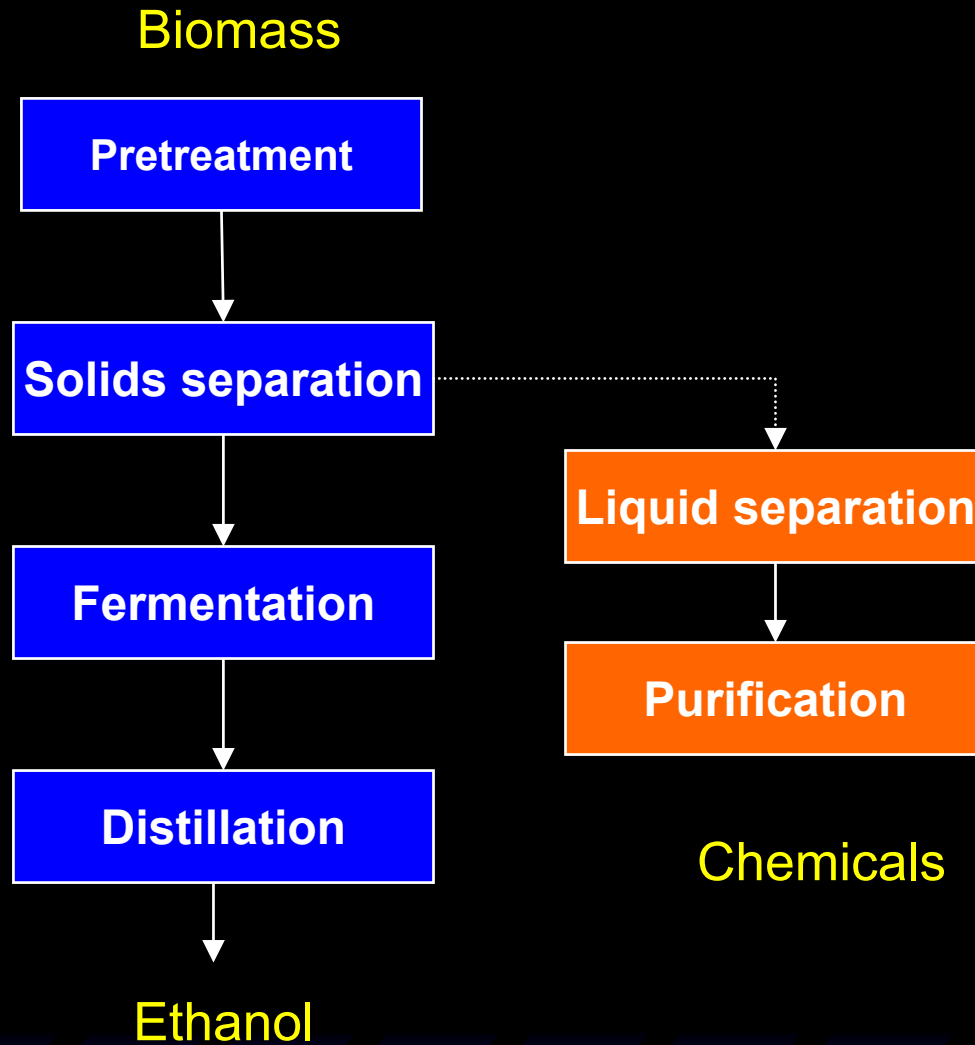 Biomass
Pretreatment
Solids separation
Liquid separation
Fermentation
Purification
Distillation
Chemicals
Ethanol